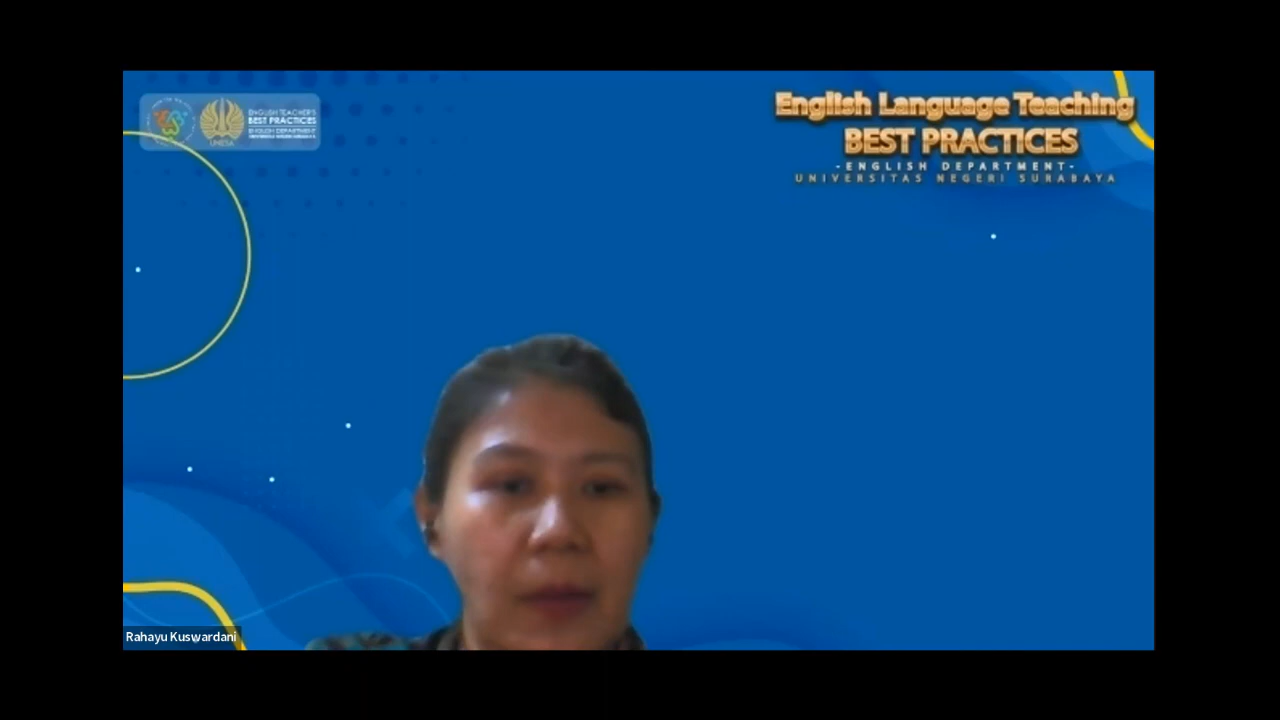 ENGLISH TEACHER'S
BEST PRACTICES
ENGLISH DEPARTMENT
UNESA
English Language Teaching
BEST PRACTICES
-ENGLISH DEPARTMENT-
UNIVERSITAS NEGERI SURABAYA
Rahayu Kuswardani